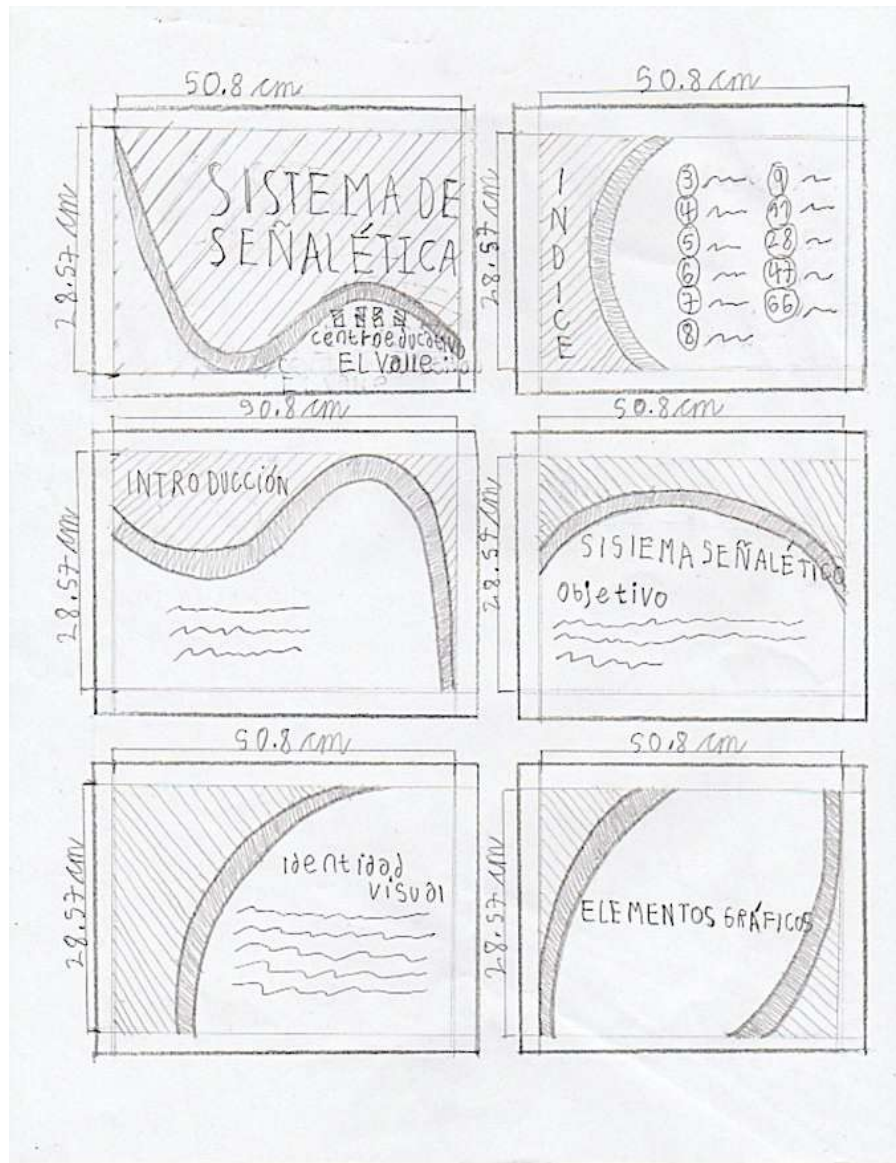 50.8 cm
28.57 cm
SISTEMA DE
SEÑALÉTICA
centro educativo
El Valle
50.8 cm
28.57 cm
INDICE
3 9
4 11
5 28
6 47
7 66
8
50.8 cm
28.57 cm
INTRODUCCIÓN
50.8 cm
28.57 cm
SISIEMA SEÑALÉTICO
objetivo
50.8 cm
28.57 cm
identidad
visual
50.8 cm
28.57 cm
ELEMENTOS GRÁFICOS